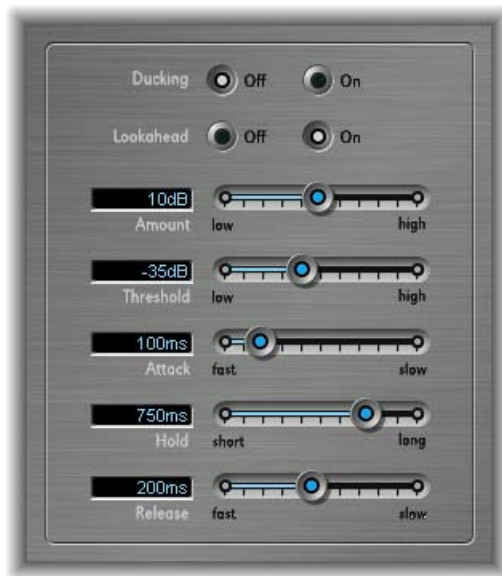 Ducking Off On
Lookahead Off On
10dB
Amount low high
-35dB
Threshold low high
100ms
Attack fast slow
750ms
Hold short long
200ms
Release fast slow